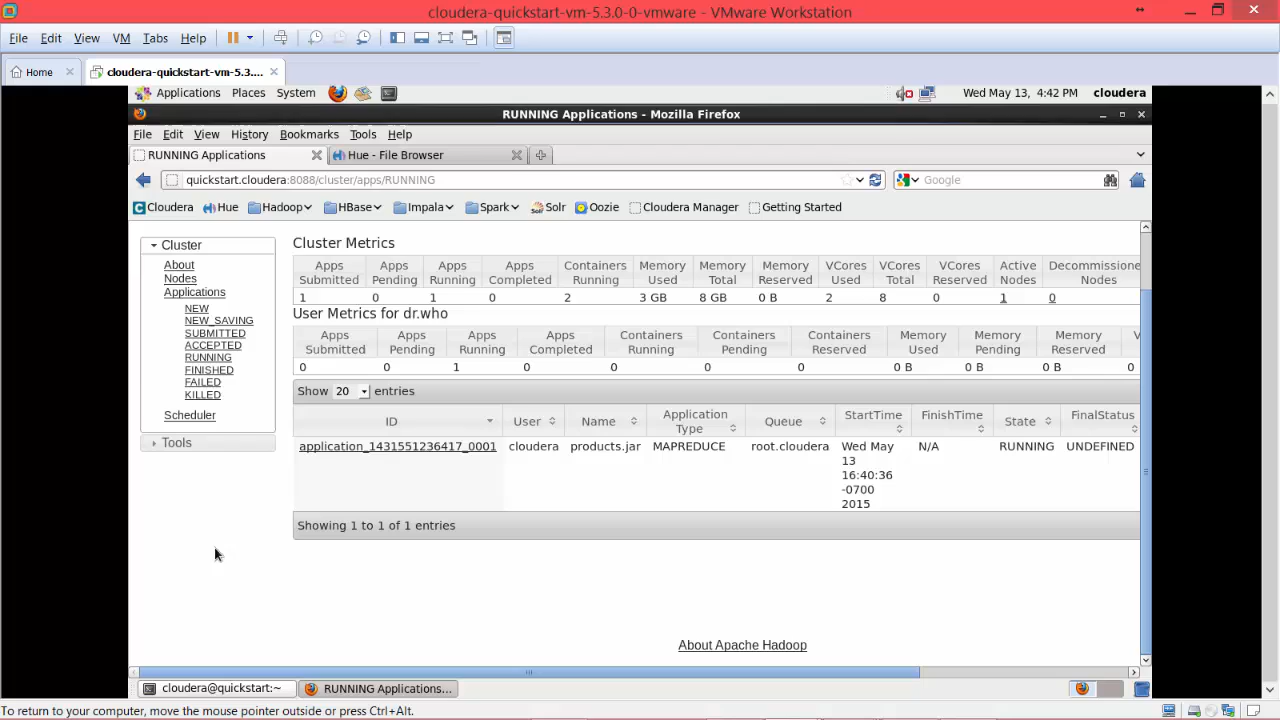 cloudera-quickstart-vm-5.3.0-0-vmware - VMware Workstation
File Edit View VM Tabs Help
Home cloudera-quickstart-vm-5.3....
Applications Places System Wed May 13, 4:42 PM cloudera
RUNNING Applications - Mozilla Firefox
File Edit View History Bookmarks Tools Help
RUNNING Applications Hue - File Browser
quickstart.cloudera:8088/cluster/apps/RUNNING Google
Cloudera Hue Hadoop HBase Impala Spark Solr Oozie Cloudera Manager Getting Started
Cluster
About
Nodes
Applications
NEW
NEW_SAVING
SUBMITTED
ACCEPTED
RUNNING
FINISHED
FAILED
KILLED
Scheduler
Tools
Cluster Metrics
Apps Submitted Apps Pending Apps Running Apps Completed Containers Running Memory Used Memory Total Memory Reserved VCores Used VCores Total VCores Reserved Active Nodes Decommissione Nodes
1 0 1 0 2 3 GB 8 GB 0 B 2 8 0 1 0
User Metrics for dr.who
Apps Submitted Apps Pending Apps Running Apps Completed Containers Running Containers Pending Containers Reserved Memory Used Memory Pending Memory Reserved V
0 0 1 0 0 0 0 0 B 0 B 0 B 0
Show 20 entries
ID User Name Application Type Queue StartTime FinishTime State FinalStatus
application_1431551236417_0001 cloudera products.jar MAPREDUCE root.cloudera Wed May N/A RUNNING UNDEFINED
13
16:40:36
-0700
2015
Showing 1 to 1 of 1 entries
About Apache Hadoop
cloudera@quickstart:~ RUNNING Applications...
To return to your computer, move the mouse pointer outside or press Ctrl+Alt.